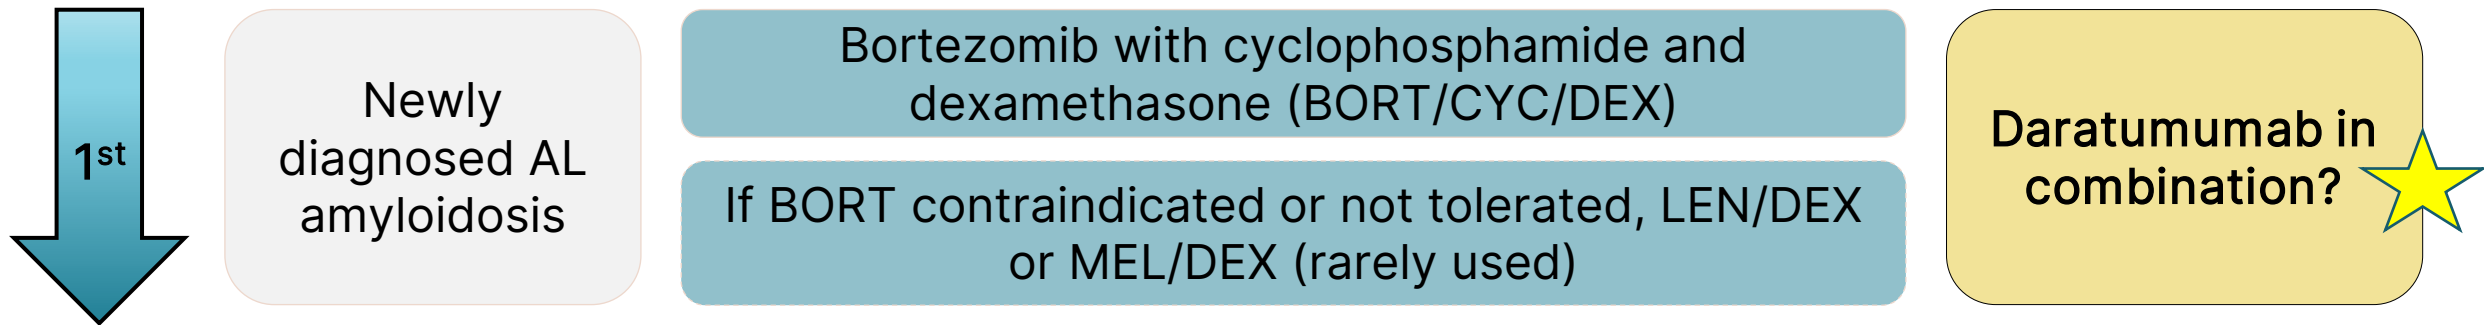 1st
Newly
diagnosed AL
amyloidosis
Bortezomib with cyclophosphamide and
dexamethasone (BORT/CYC/DEX)
If BORT contraindicated or not tolerated, LEN/DEX
or MEL/DEX (rarely used)
Daratumumab in
combination?